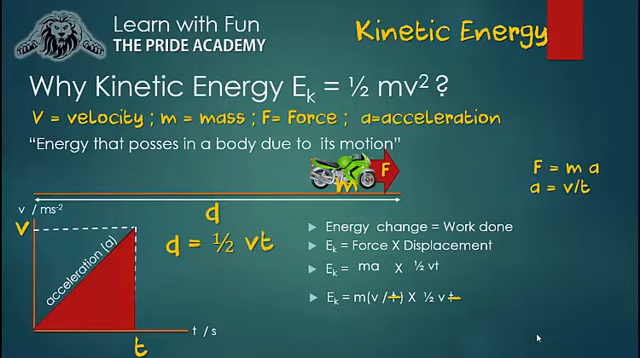 Learn with Fun
THE PRIDE ACADEMY
Kinetic Energy
Why Kinetic Energy Eₖ = ½ mv² ?
V = velocity ; m = mass ; F= Force ; a=acceleration
“Energy that posses in a body due to its motion”
F
m
F = m a
a = v/t
d
v / ms⁻²
V
acceleration (a)
t / s
t
d = ½ vt
Energy change = Work done
Eₖ = Force X Displacement
Eₖ = ma X ½ vt
Eₖ = m(v / t) X ½ v t